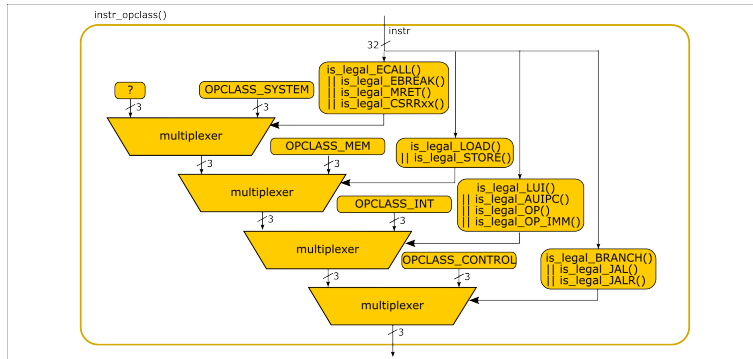 instr_opclass()
instr
32
is_legal_ECALL()
|| is_legal_EBREAK()
|| is_legal_MRET()
|| is_legal_CSRRxx()
?
OPCLASS_SYSTEM
3
3
multiplexer
OPCLASS_MEM
is_legal_LOAD()
|| is_legal_STORE()
3
3
multiplexer
OPCLASS_INT
is_legal_LUI()
|| is_legal_AUIPC()
|| is_legal_OP()
|| is_legal_OP_IMM()
3
3
multiplexer
OPCLASS_CONTROL
is_legal_BRANCH()
|| is_legal_JAL()
|| is_legal_JALR()
3
3
multiplexer
3